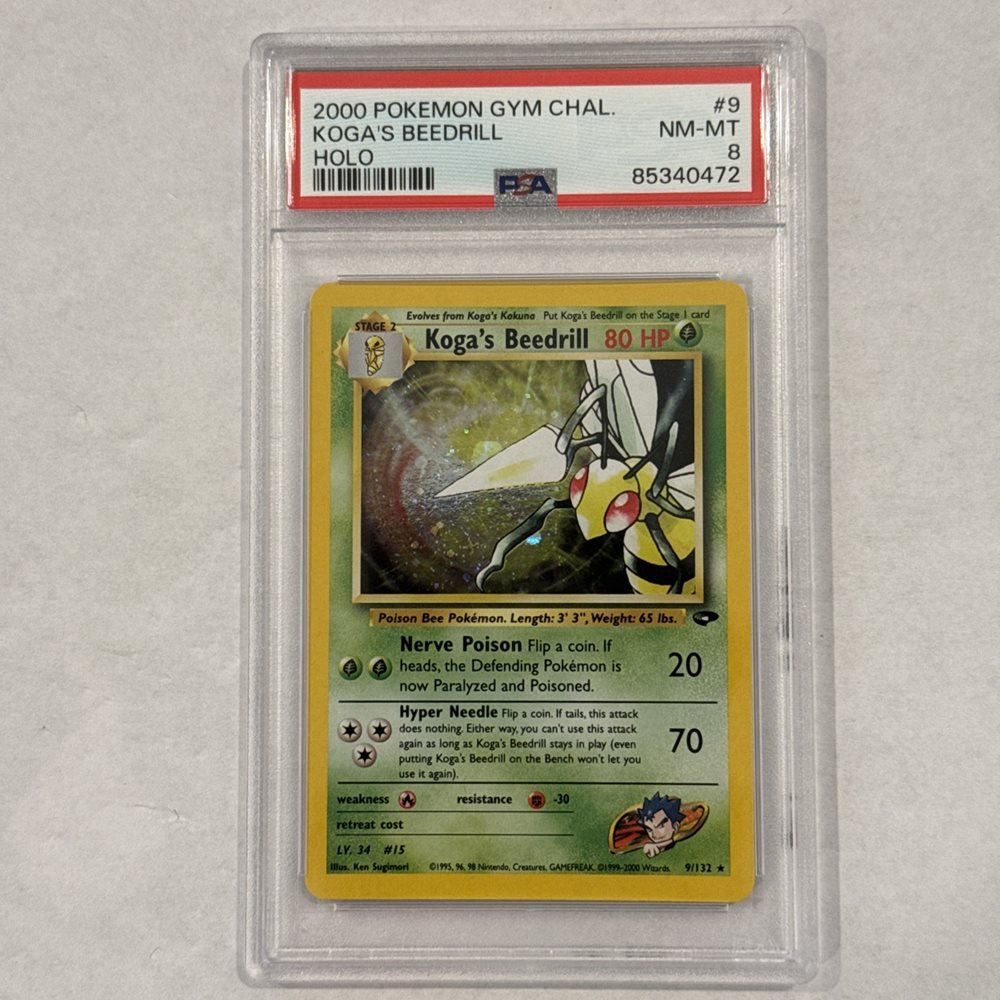 2000 POKEMON GYM CHAL. #9
KOGA'S BEEDRILL NM-MT
HOLO 8
PSA 85340472
Evolves from Koga's Kakuna Put Koga's Beedrill on the Stage 1 card
STAGE 2
Koga's Beedrill 80 HP
Poison Bee Pokémon. Length: 3' 3", Weight: 65 lbs.
Nerve Poison Flip a coin. If
heads, the Defending Pokémon is 20
now Paralyzed and Poisoned.
Hyper Needle Flip a coin. If tails, this attack
does nothing. Either way, you can't use this attack
again as long as Koga's Beedrill stays in play (even 70
putting Koga's Beedrill on the Bench won't let you
use it again).
weakness resistance -30
retreat cost
LV. 34 #15
Illus. Ken Sugimori ©1995, 96, 98 Nintendo, Creatures, GAMEFREAK. ©1999-2000 Wizards. 9/132 ★